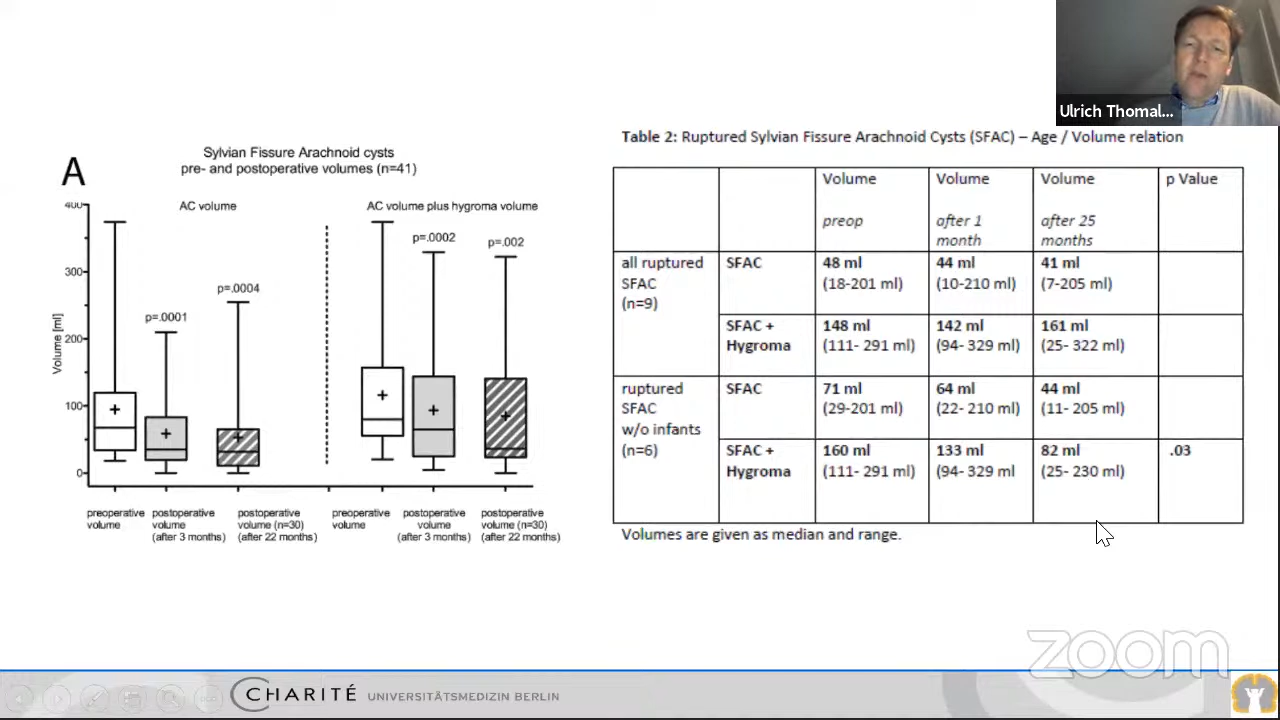 Ulrich Thomal...
A
Sylvian Fissure Arachnoid cysts
pre- and postoperative volumes (n=41)
AC volume
AC volume plus hygroma volume
Volume [ml]
400
300
200
100
0
p=.0001
p=.0004
p=.0002
p=.002
preoperative
volume
postoperative
volume
(after 3 months)
postoperative
volume (n=30)
(after 22 months)
preoperative
volume
postoperative
volume
(after 3 months)
postoperative
volume (n=30)
(after 22 months)
Table 2: Ruptured Sylvian Fissure Arachnoid Cysts (SFAC) – Age / Volume relation
Volume
preop
Volume
after 1
month
Volume
after 25
months
p Value
all ruptured
SFAC
(n=9)
SFAC
48 ml
(18-201 ml)
44 ml
(10-210 ml)
41 ml
(7-205 ml)
SFAC +
Hygroma
148 ml
(111- 291 ml)
142 ml
(94- 329 ml)
161 ml
(25- 322 ml)
ruptured
SFAC
w/o infants
(n=6)
SFAC
71 ml
(29-201 ml)
64 ml
(22- 210 ml)
44 ml
(11- 205 ml)
SFAC +
Hygroma
160 ml
(111- 291 ml)
133 ml
(94- 329 ml
82 ml
(25- 230 ml)
.03
Volumes are given as median and range.
zoom
CHARITÉ UNIVERSITÄTSMEDIZIN BERLIN